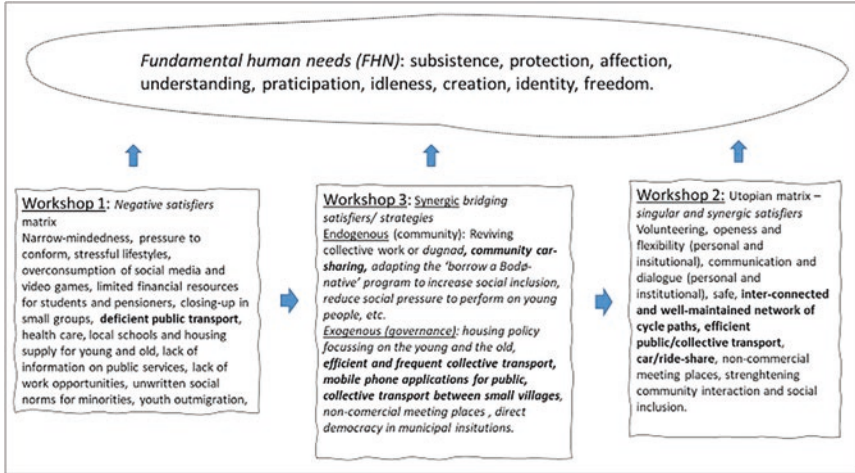 Fundamental human needs (FHN): subsistence, protection, affection,
understanding, praticipation, idleness, creation, identity, freedom.
Workshop 1: Negative satisfiers
matrix
Narrow-mindedness, pressure to
conform, stressful lifestyles,
overconsumption of social media and
video games, limited financial resources
for students and pensioners, closing-up in
small groups, deficient public transport,
health care, local schools and housing
supply for young and old, lack of
information on public services, lack of
work opportunities, unwritten social
norms for minorities, youth outmigration,
Workshop 3: Synergic bridging
satisfiers/ strategies
Endogenous (community): Reviving
collective work or dugnad, community car-
sharing, adapting the ‘borrow a Bodø-
native’ program to increase social inclusion,
reduce social pressure to perform on young
people, etc.
Exogenous (governance): housing policy
focussing on the young and the old,
efficient and frequent collective transport,
mobile phone applications for public,
collective transport between small villages,
non-comercial meeting places , direct
democracy in municipal insitutions.
Workshop 2: Utopian matrix –
singular and synergic satisfiers
Volunteering, openess and
flexibility (personal and
insitutional), communication and
dialogue (personal and
institutional), safe, inter-connected
and well-maintained network of
cycle paths, efficient
public/collective transport,
car/ride-share, non-commercial
meeting places, strenghtening
community interaction and social
inclusion.